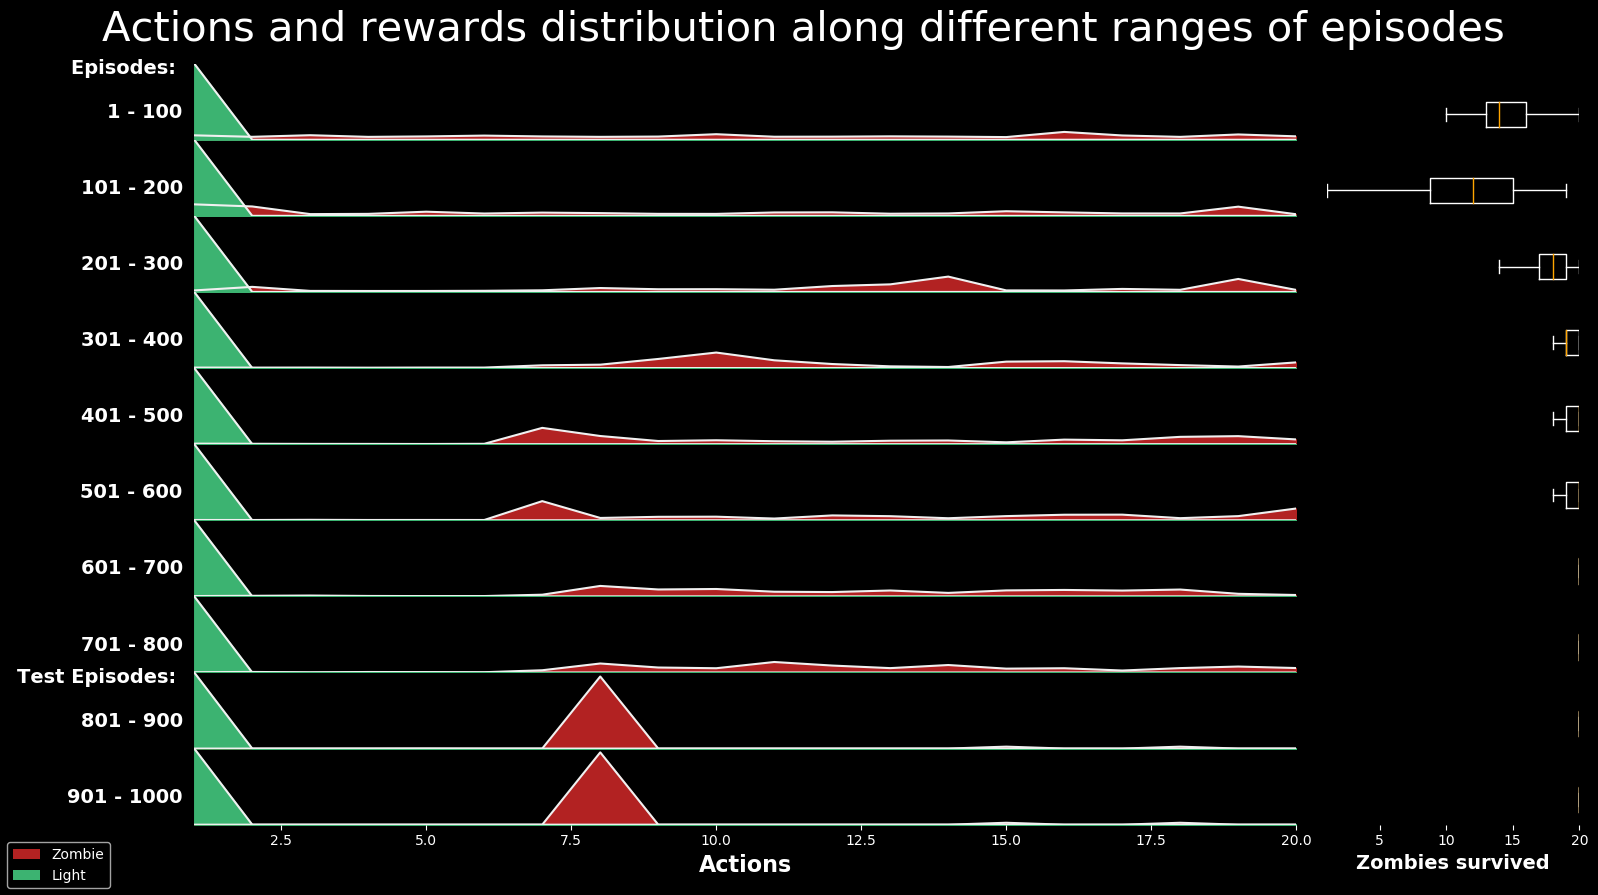 Actions and rewards distribution along different ranges of episodes
Episodes:
1 - 100
101 - 200
201 - 300
301 - 400
401 - 500
501 - 600
601 - 700
701 - 800
Test Episodes:
801 - 900
901 - 1000
2.5 5.0 7.5 10.0 12.5 15.0 17.5 20.0
5 10 15 20
Actions
Zombies survived
Zombie
Light